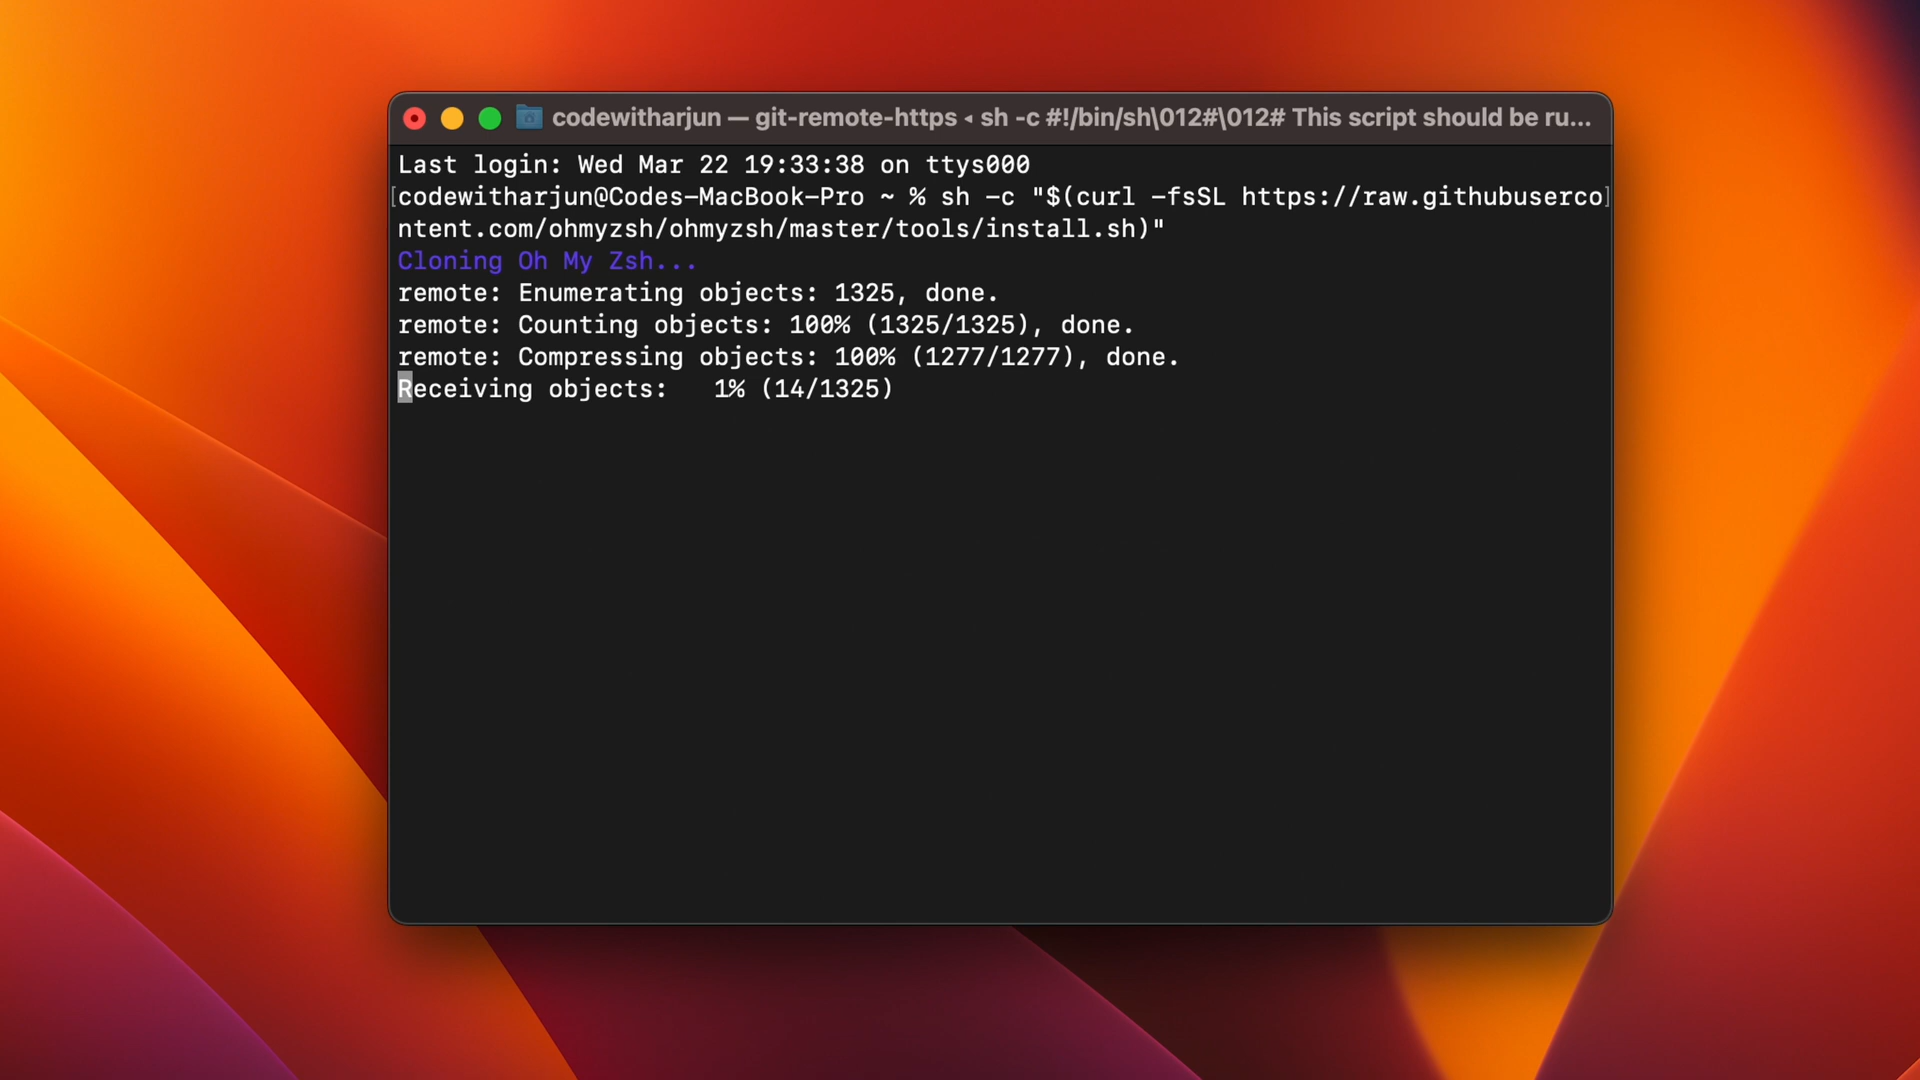 codewitharjun — git-remote-https ◂ sh -c #!/bin/sh\012#\012# This script should be ru...
Last login: Wed Mar 22 19:33:38 on ttys000
[codewitharjun@Codes-MacBook-Pro ~ % sh -c "$(curl -fsSL https://raw.githubuserco]
ntent.com/ohmyzsh/ohmyzsh/master/tools/install.sh)"
Cloning Oh My Zsh...
remote: Enumerating objects: 1325, done.
remote: Counting objects: 100% (1325/1325), done.
remote: Compressing objects: 100% (1277/1277), done.
Receiving objects:   1% (14/1325)